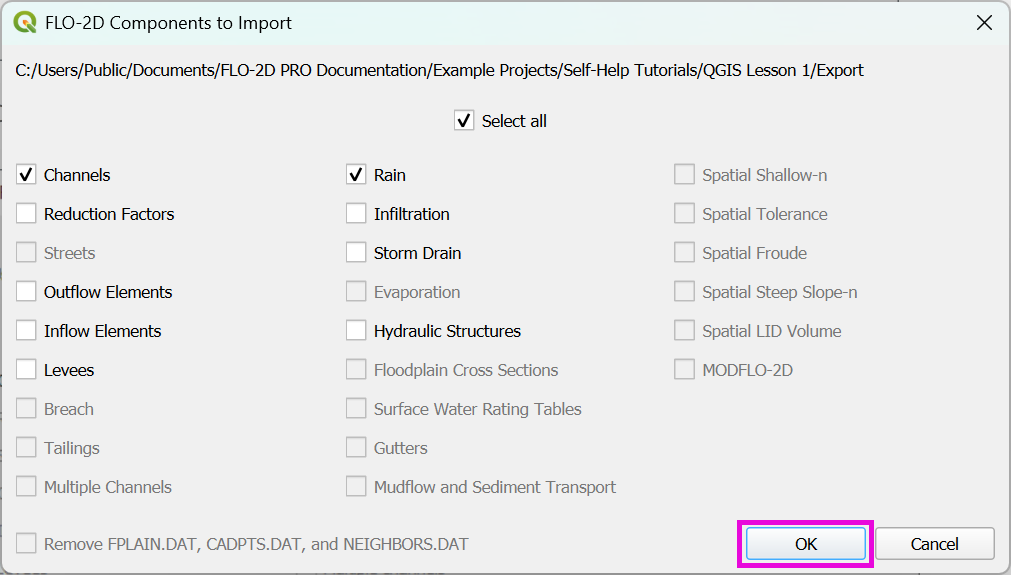 FLO-2D Components to Import
C:/Users/Public/Documents/FLO-2D PRO Documentation/Example Projects/Self-Help Tutorials/QGIS Lesson 1/Export
Select all
Channels
Reduction Factors
Streets
Outflow Elements
Inflow Elements
Levees
Breach
Tailings
Multiple Channels
Rain
Infiltration
Storm Drain
Evaporation
Hydraulic Structures
Floodplain Cross Sections
Surface Water Rating Tables
Gutters
Mudflow and Sediment Transport
Spatial Shallow-n
Spatial Tolerance
Spatial Froude
Spatial Steep Slope-n
Spatial LID Volume
MODFLO-2D
Remove FPLAIN.DAT, CADPTS.DAT, and NEIGHBORS.DAT
OK
Cancel